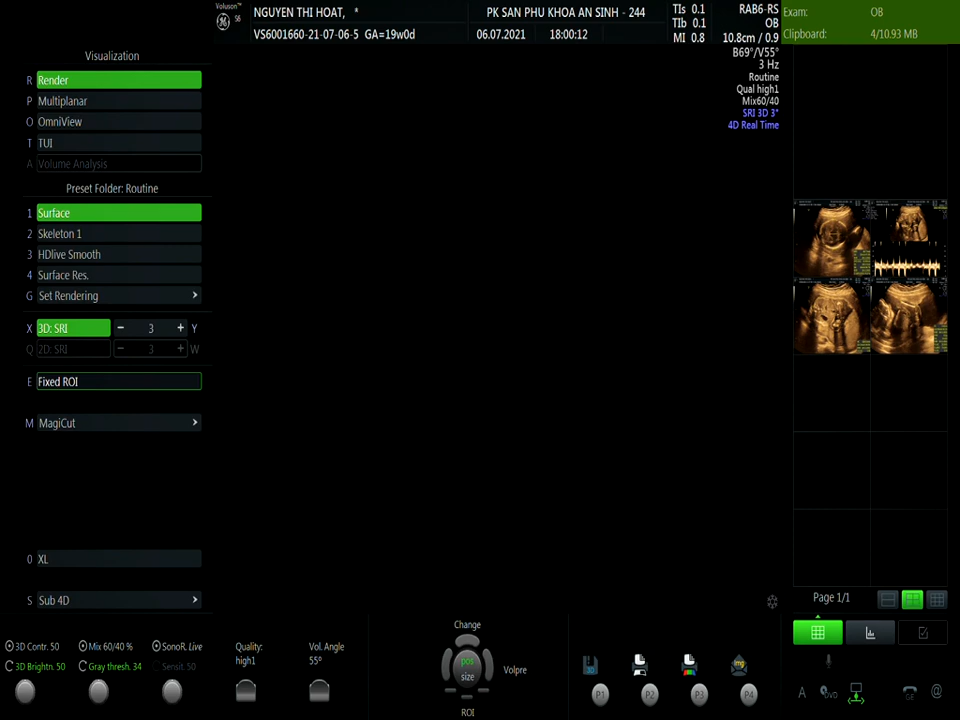 Voluson
S6
NGUYEN THI HOAT, *
PK SAN PHU KHOA AN SINH - 244
VS6001660-21-07-06-5 GA=19w0d
06.07.2021 18:00:12
TIs 0.1
TIb 0.1
MI 0.8
RAB6-RS
OB
10.8cm / 0.9
B69°/V55°
3 Hz
Routine
Qual high1
Mix60/40
SRI 3D 3*
4D Real Time
Exam: OB
Clipboard: 4/10.93 MB
Visualization
R Render
P Multiplanar
O OmniView
T TUI
A Volume Analysis
Preset Folder: Routine
1 Surface
2 Skeleton 1
3 HDlive Smooth
4 Surface Res.
G Set Rendering >
X 3D: SRI - 3 + Y
Q 2D: SRI - 3 + W
E Fixed ROI
M MagiCut >
0 XL
S Sub 4D >
Page 1/1
3D Contr. 50
Mix 60/40 %
SonoR. Live
3D Brightn. 50
Gray thresh. 34
Sensit. 50
Quality:
high1
Vol. Angle
55°
Change
pos
size
Volpre
ROI
P1
P2
P3
P4
3D
img
A
DVD
GE
@